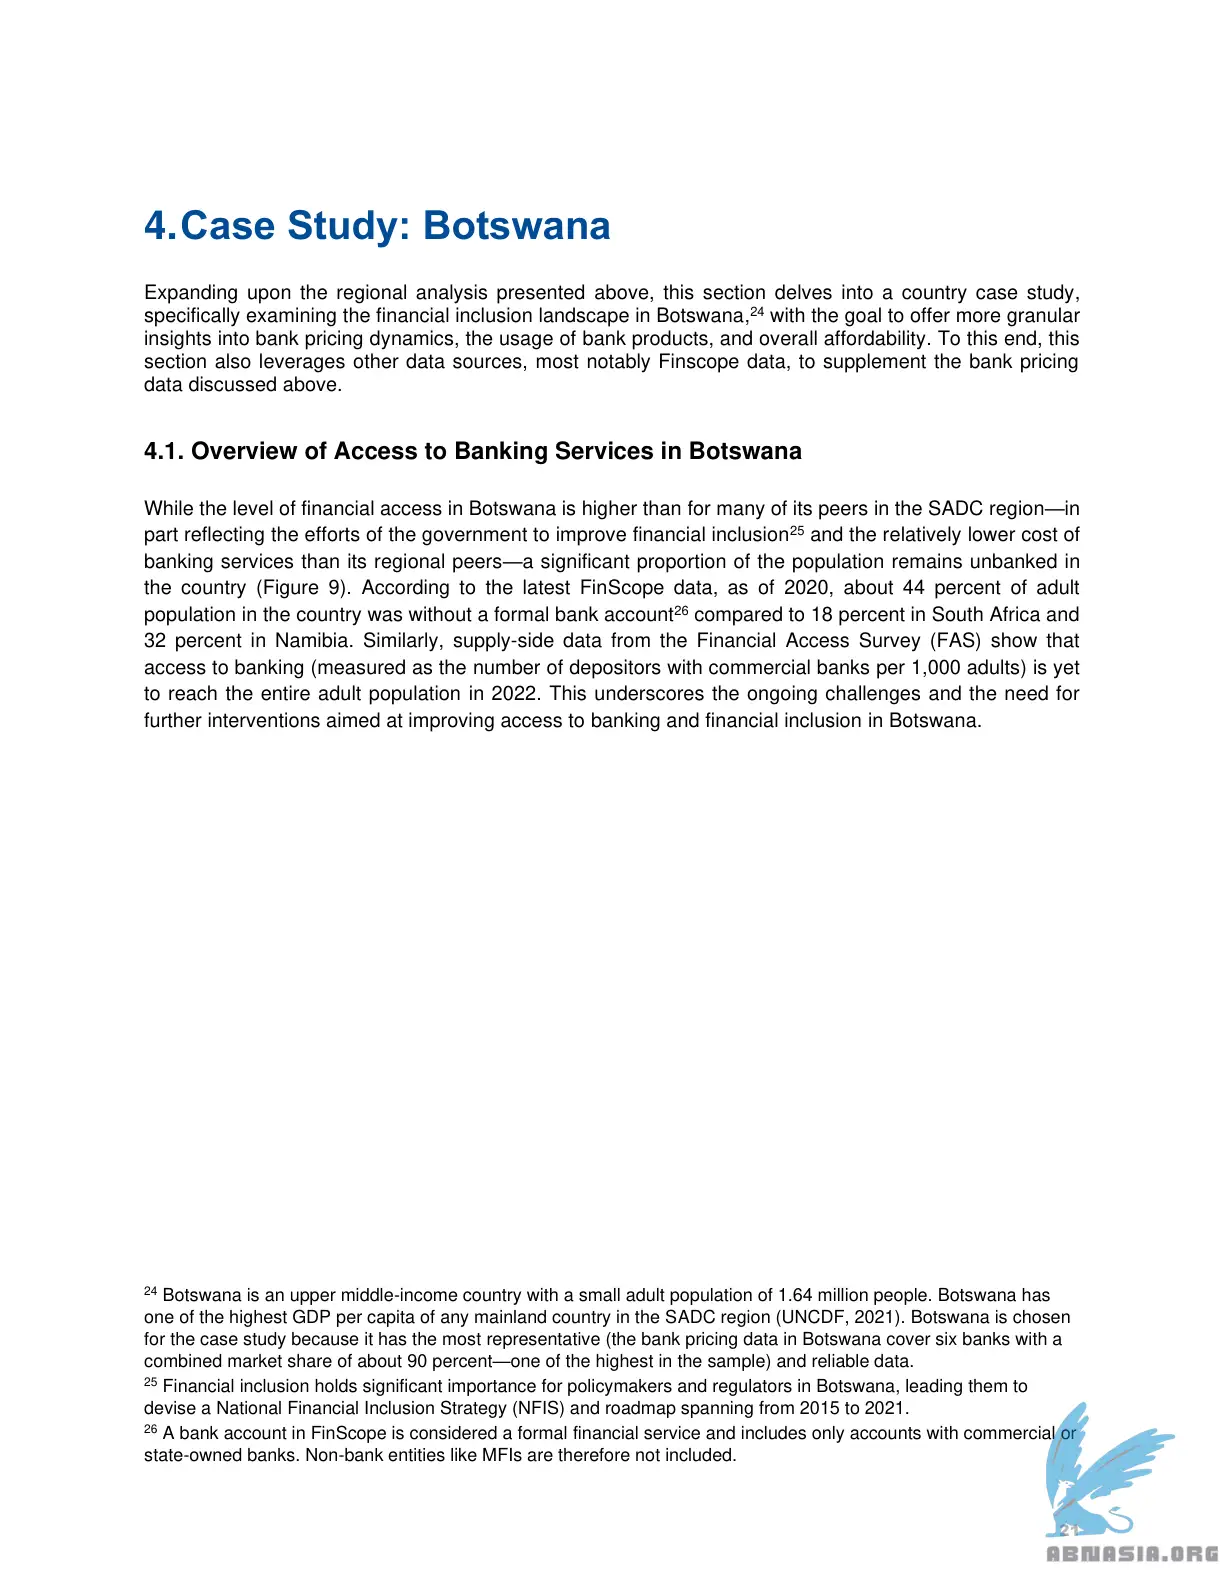 4.Case Study: Botswana
Expanding upon the regional analysis presented above, this section delves into a country case study,
specifically examining the financial inclusion landscape in Botswana,24 with the goal to offer more granular
insights into bank pricing dynamics, the usage of bank products, and overall affordability. To this end, this
section also leverages other data sources, most notably Finscope data, to supplement the bank pricing
data discussed above.
4.1. Overview of Access to Banking Services in Botswana
While the level of financial access in Botswana is higher than for many of its peers in the SADC region—in
part reflecting the efforts of the government to improve financial inclusion25 and the relatively lower cost of
banking services than its regional peers—a significant proportion of the population remains unbanked in
the country (Figure 9). According to the latest FinScope data, as of 2020, about 44 percent of adult
population in the country was without a formal bank account26 compared to 18 percent in South Africa and
32 percent in Namibia. Similarly, supply-side data from the Financial Access Survey (FAS) show that
access to banking (measured as the number of depositors with commercial banks per 1,000 adults) is yet
to reach the entire adult population in 2022. This underscores the ongoing challenges and the need for
further interventions aimed at improving access to banking and financial inclusion in Botswana.
24 Botswana is an upper middle-income country with a small adult population of 1.64 million people. Botswana has
one of the highest GDP per capita of any mainland country in the SADC region (UNCDF, 2021). Botswana is chosen
for the case study because it has the most representative (the bank pricing data in Botswana cover six banks with a
combined market share of about 90 percent—one of the highest in the sample) and reliable data.
25 Financial inclusion holds significant importance for policymakers and regulators in Botswana, leading them to
devise a National Financial Inclusion Strategy (NFIS) and roadmap spanning from 2015 to 2021.
26 A bank account in FinScope is considered a formal financial service and includes only accounts with commercial or
state-owned banks. Non-bank entities like MFIs are therefore not included.
21
ABNASIA.ORG